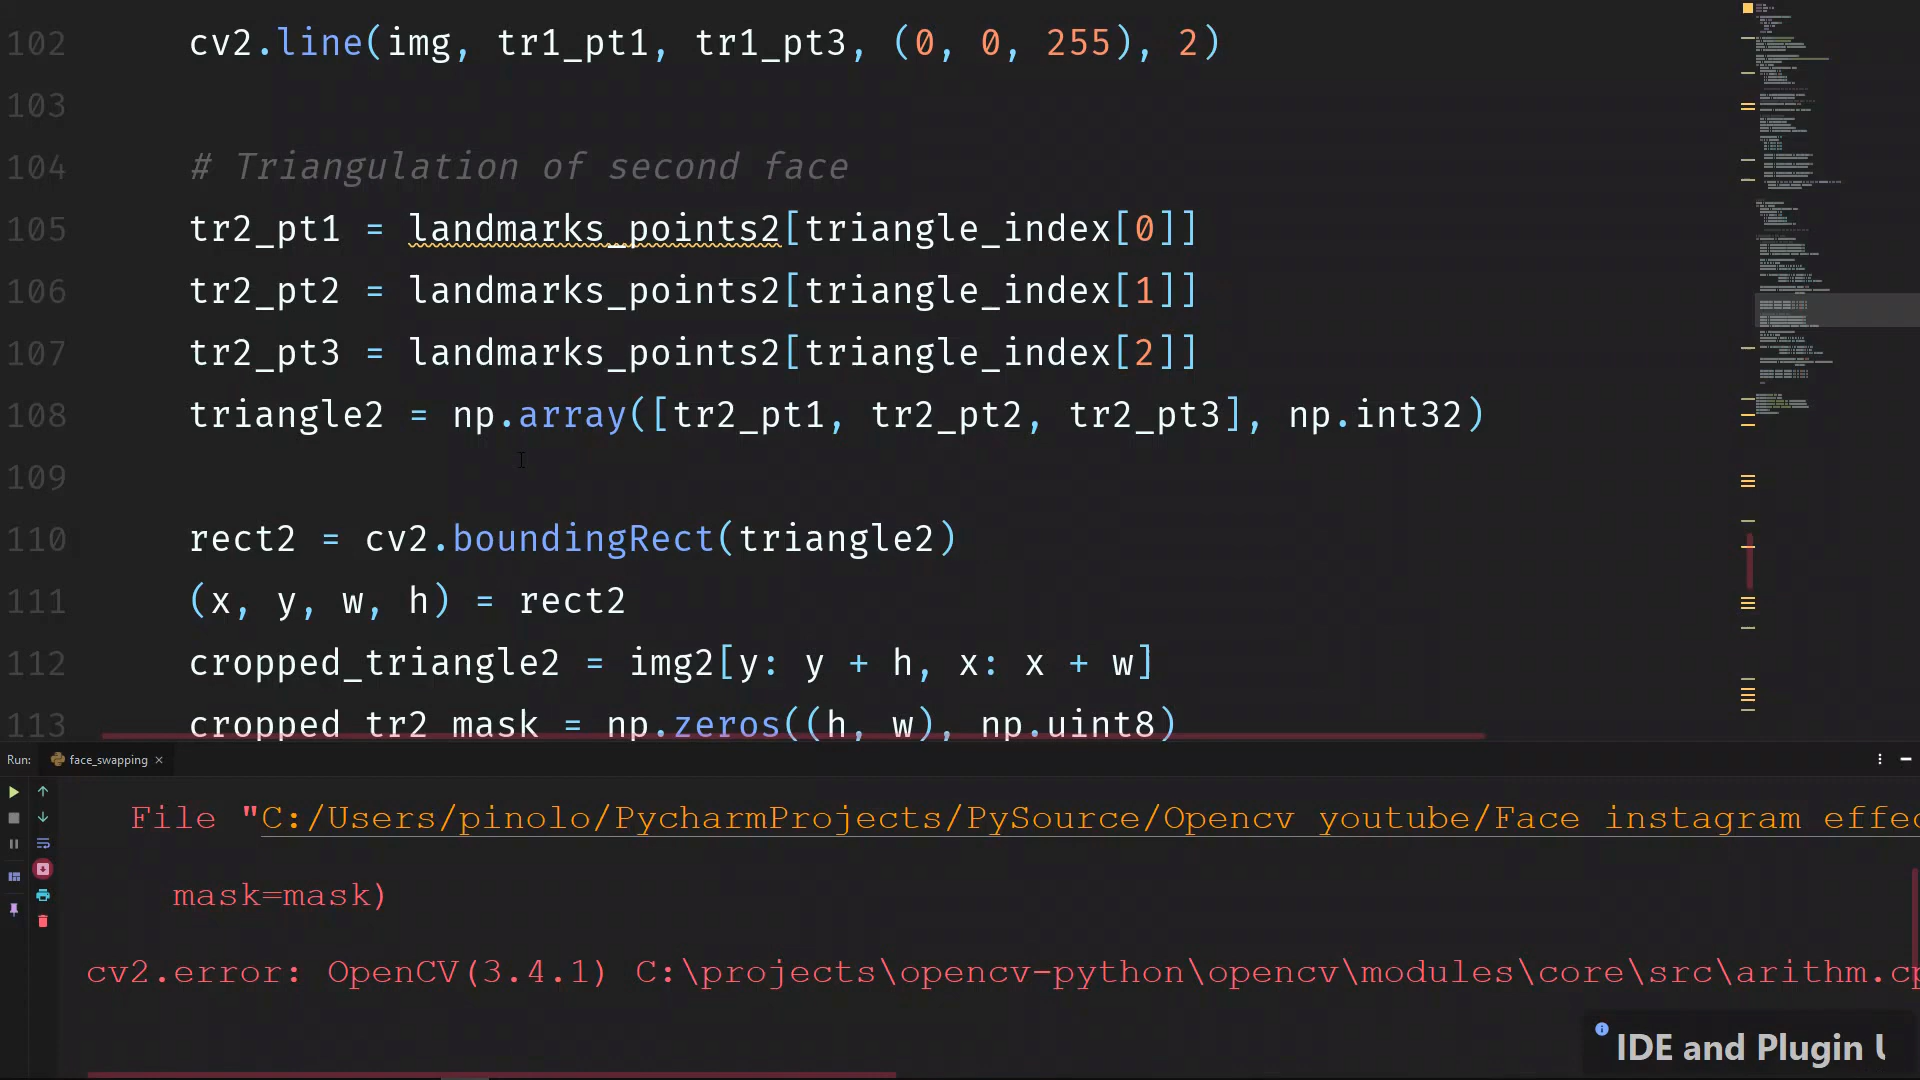 102 cv2.line(img, tr1_pt1, tr1_pt3, (0, 0, 255), 2)
103
104 # Triangulation of second face
105 tr2_pt1 = landmarks_points2[triangle_index[0]]
106 tr2_pt2 = landmarks_points2[triangle_index[1]]
107 tr2_pt3 = landmarks_points2[triangle_index[2]]
108 triangle2 = np.array([tr2_pt1, tr2_pt2, tr2_pt3], np.int32)
109
110 rect2 = cv2.boundingRect(triangle2)
111 (x, y, w, h) = rect2
112 cropped_triangle2 = img2[y: y + h, x: x + w]
113 cropped_tr2_mask = np.zeros((h, w), np.uint8)
Run: face_swapping
File "C:/Users/pinolo/PycharmProjects/PySource/Opencv youtube/Face instagram effec
mask=mask)
cv2.error: OpenCV(3.4.1) C:\projects\opencv-python\opencv\modules\core\src\arithm.cp
IDE and Plugin U